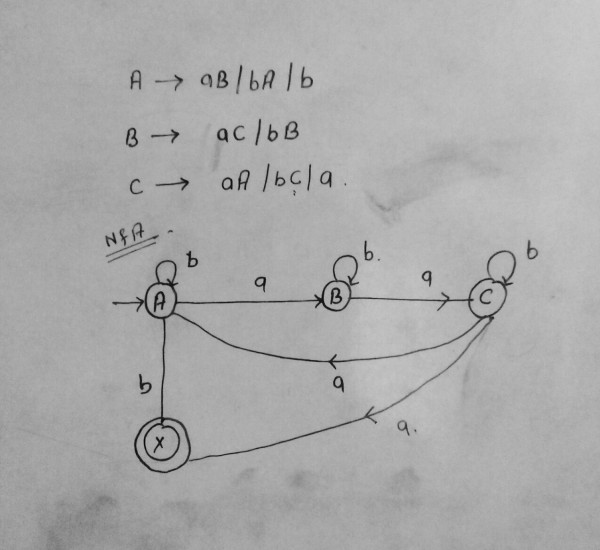 A → aB/bA/b
B → aC/bB
C → aA/bC/a.
NfA.
b b. b
A a B a C
a
b
a.
X